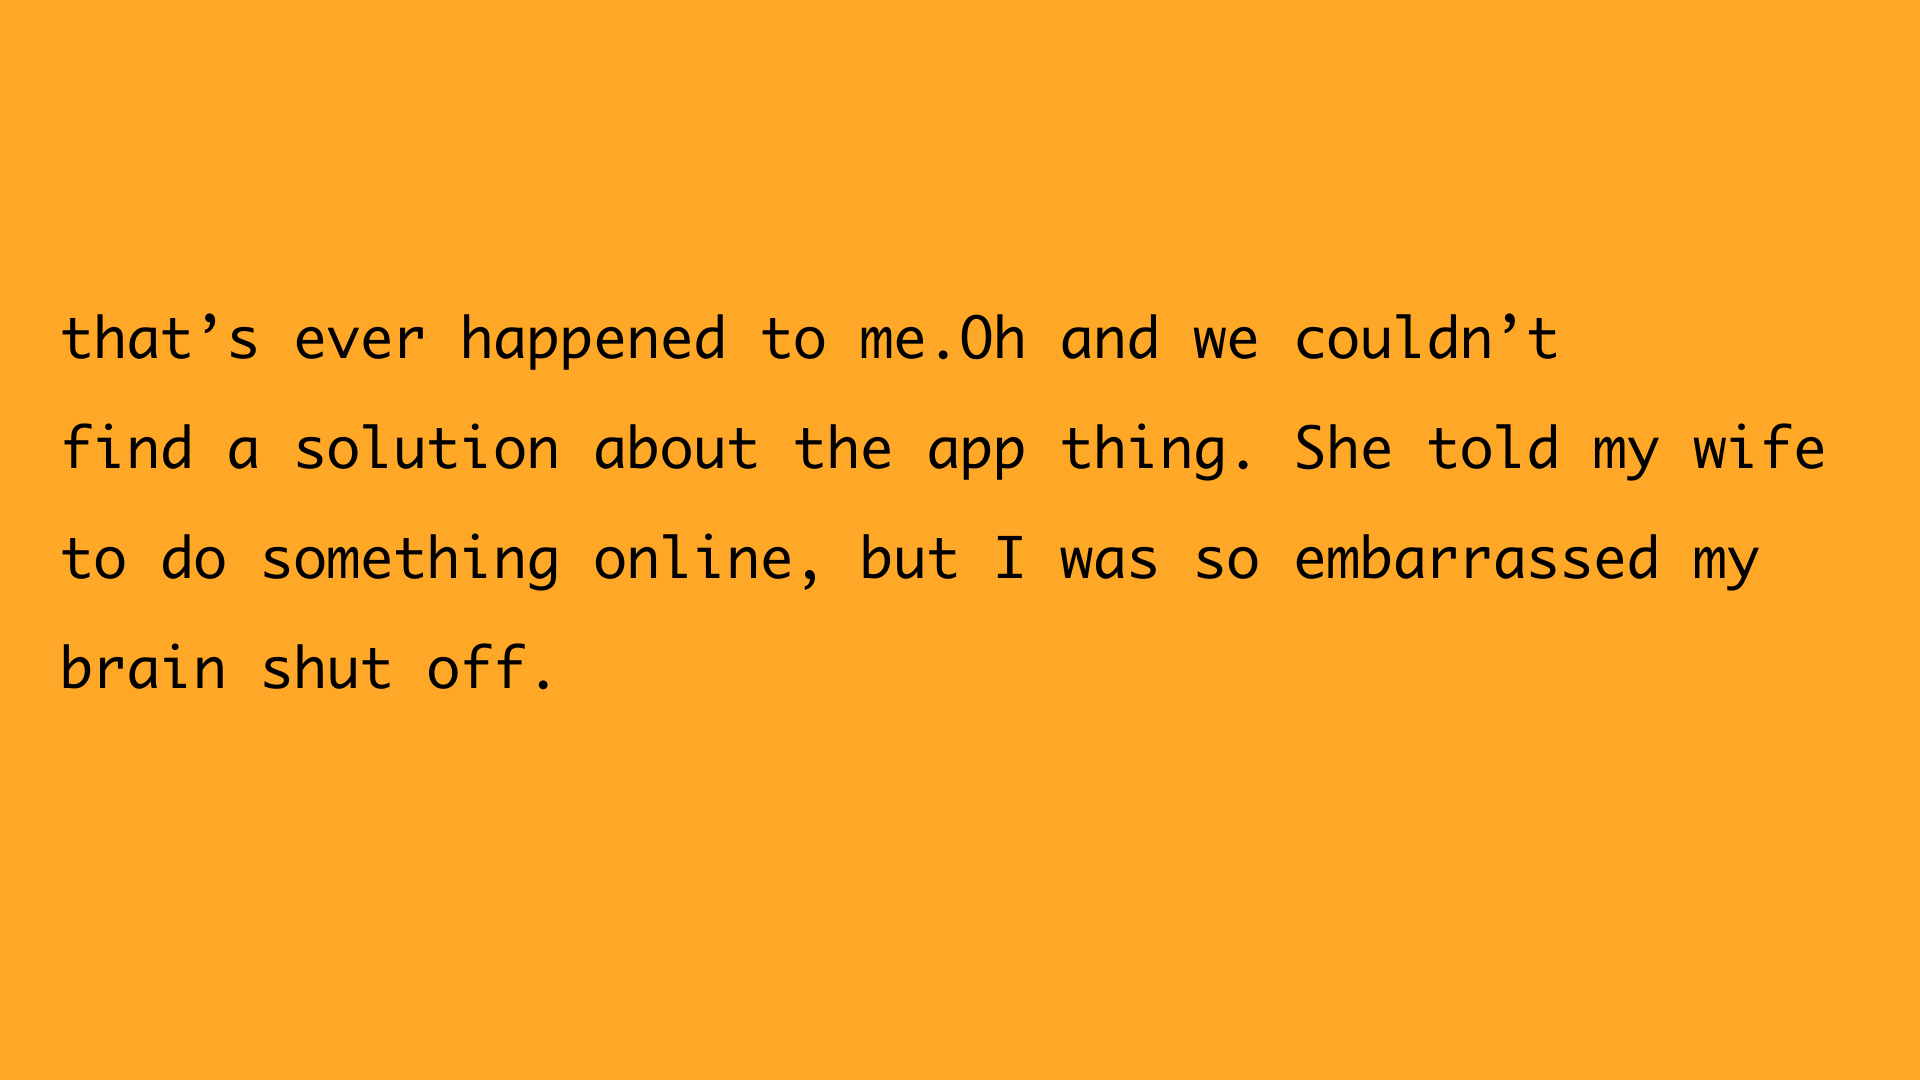 that’s ever happened to me.Oh and we couldn’t
find a solution about the app thing. She told my wife
to do something online, but I was so embarrassed my
brain shut off.